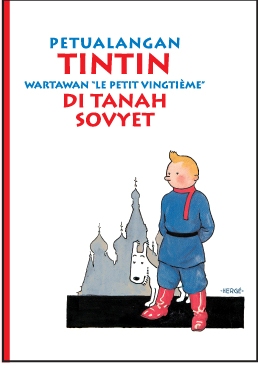 PETUALANGAN
TINTIN
WARTAWAN "LE PETIT VINGTIÈME"
DI TANAH
SOVYET
-HERGÉ-